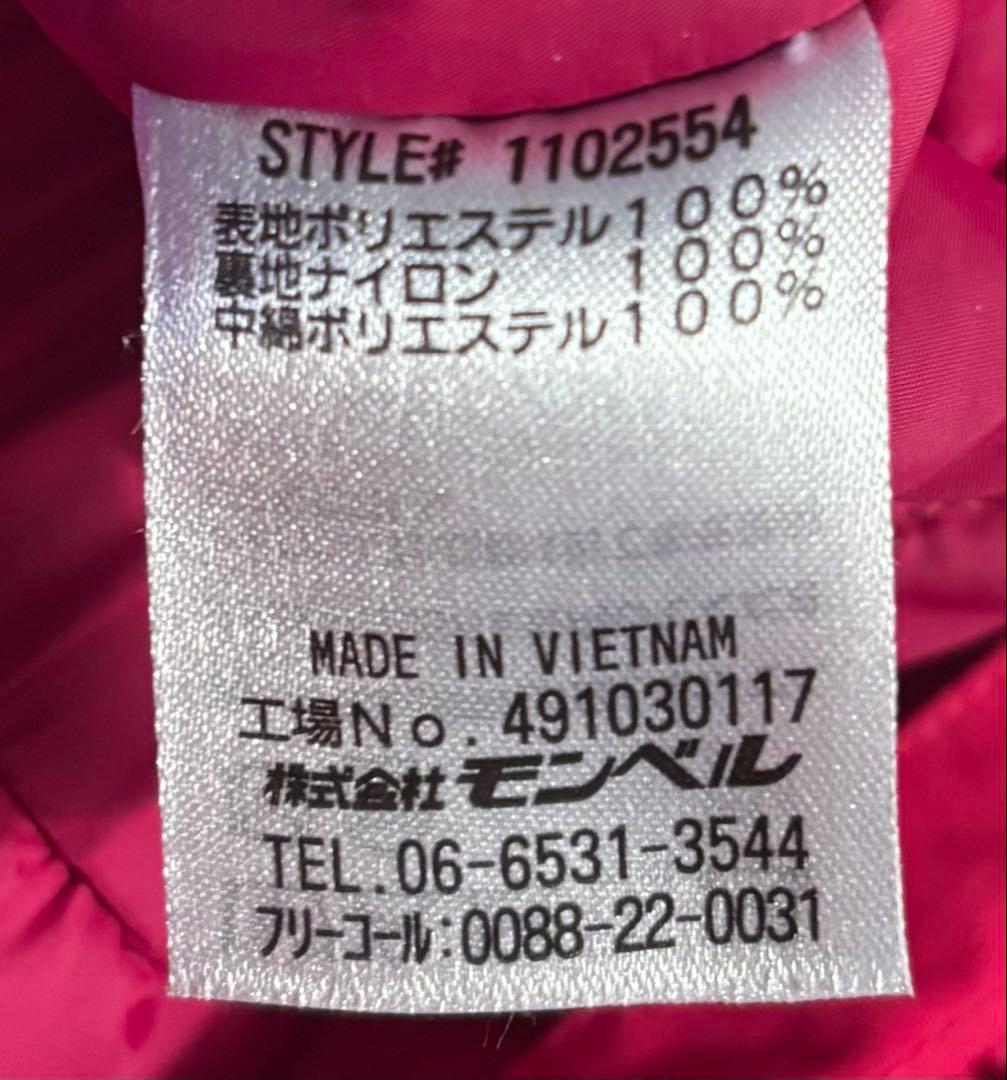 STYLE# 1102554
表地ポリエステル100%
裏地ナイロン 100%
中綿ポリエステル100%
MADE IN VIETNAM
工場No. 491030117
株式会社モンベル
TEL.06-6531-3544
フリーコール:0088-22-0031